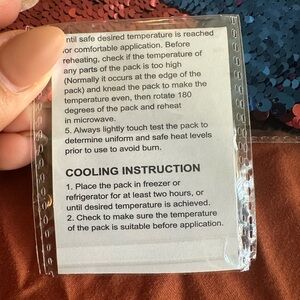 until safe desired temperature is reached
for comfortable application. Before
reheating, check if the temperature of
any parts of the pack is too high
(Normally it occurs at the edge of the
pack) and knead the pack to make the
temperature even, then rotate 180
degrees of the pack and reheat
in microwave.
5. Always lightly touch test the pack to
determine uniform and safe heat levels
prior to use to avoid burn.
COOLING INSTRUCTION
1. Place the pack in freezer or
refrigerator for at least two hours, or
until desired temperature is achieved.
2. Check to make sure the temperature
of the pack is suitable before application.